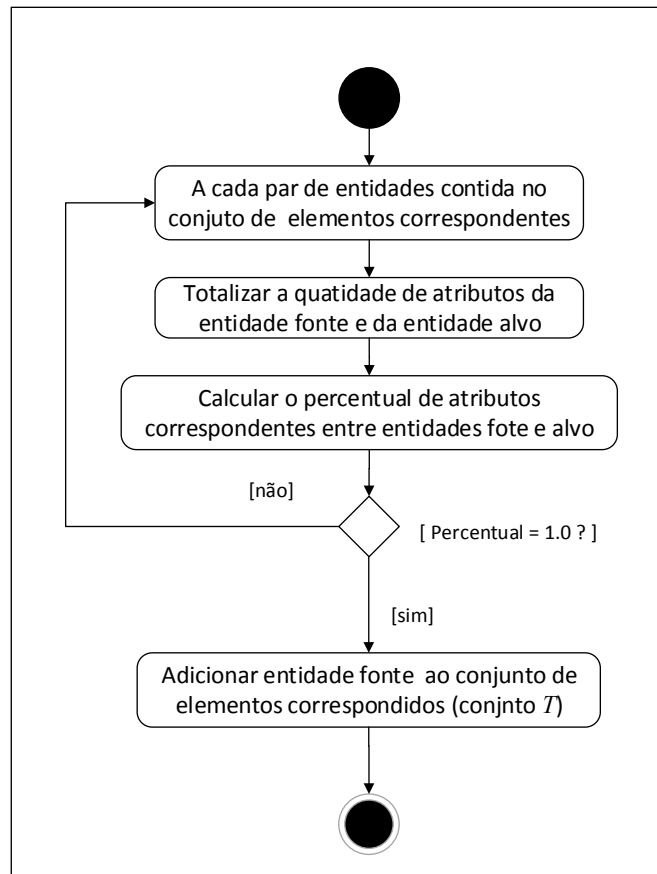 A cada par de entidades contida no
conjuto de elementos correspondentes
Totalizar a quatidade de atributos da
entidade fonte e da entidade alvo
Calcular o percentual de atributos
correspondentes entre entidades fote e alvo
[não]
[ Percentual = 1.0 ? ]
[sim]
Adicionar entidade fonte ao conjunto de
elementos correspondidos (conjnto T)